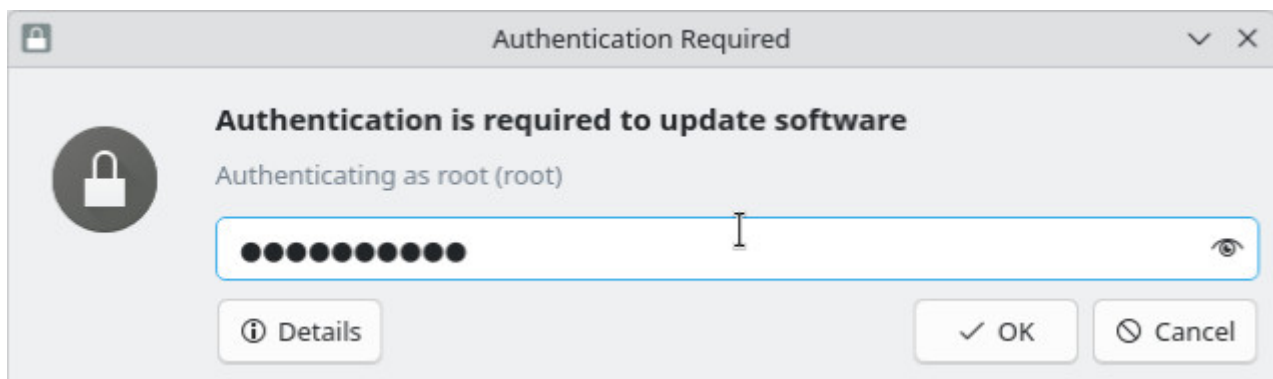 Authentication Required
Authentication is required to update software
Authenticating as root (root)
●●●●●●●●●●
Details
OK
Cancel